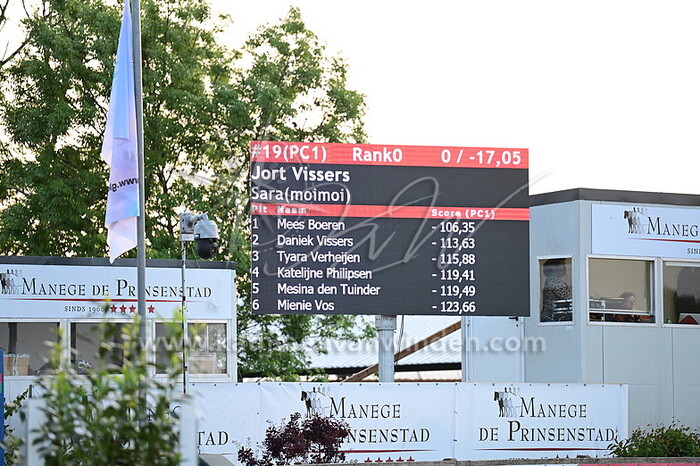 #19(PC1) Rank0 0 / -17,05
Jort Vissers
Sara(moimoi)
Plt Naam Score (PC1)
1 Mees Boeren - 106,35
2 Daniek Vissers - 113,63
3 Tyara Verheijen - 115,88
4 Katelijne Philipsen - 119,41
5 Mesina den Tuinder - 119,49
6 Mienie Vos - 123,66
MANEGE DE PRINSENSTAD
SINDS 1968
MANEGE
DE PRINSENSTAD
MANEGE
DE PRINSENSTAD
MANEGE